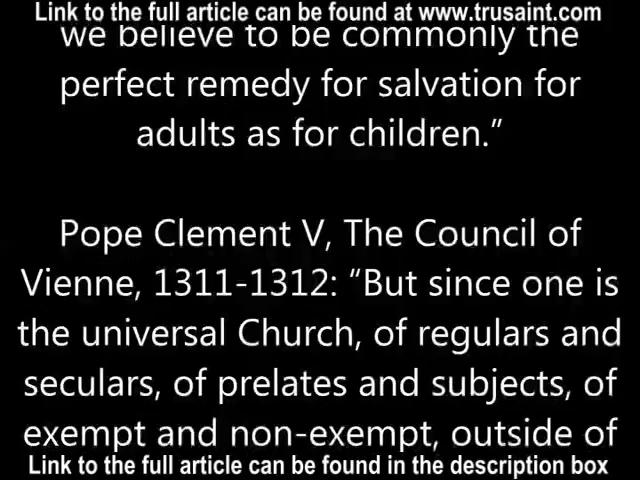 Link to the full article can be found at www.trusaint.com
we believe to be commonly the
perfect remedy for salvation for
adults as for children.”
Pope Clement V, The Council of
Vienne, 1311-1312: “But since one is
the universal Church, of regulars and
seculars, of prelates and subjects, of
exempt and non-exempt, outside of
Link to the full article can be found in the description box